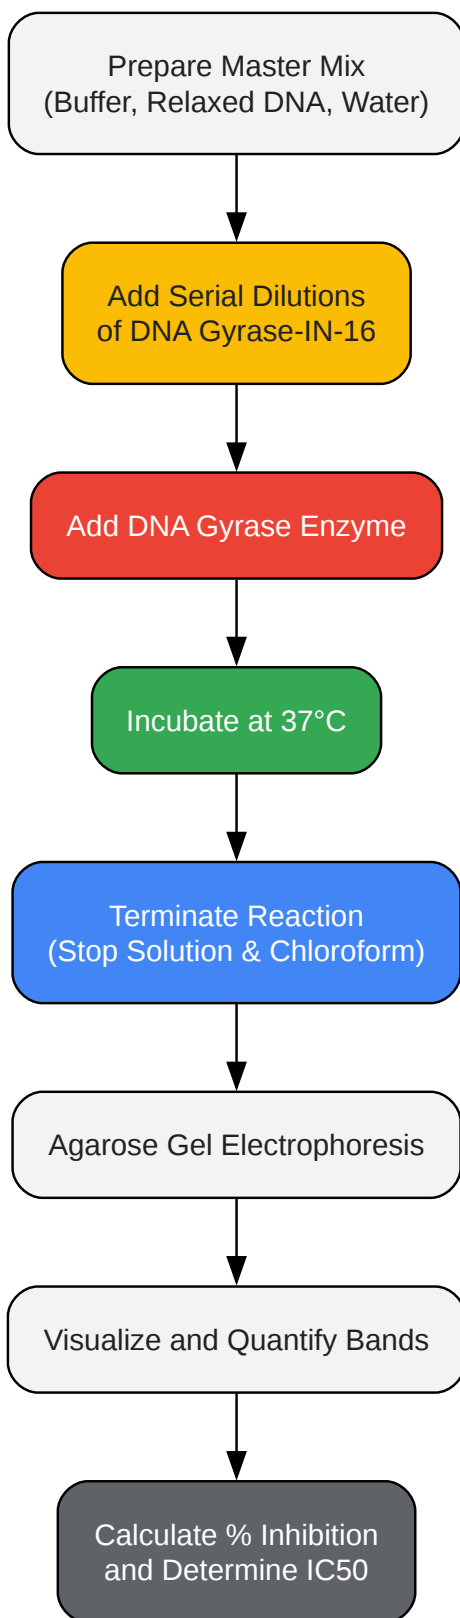 Prepare Master Mix
(Buffer, Relaxed DNA, Water)
Add Serial Dilutions
of DNA Gyrase-IN-16
Add DNA Gyrase Enzyme
Incubate at 37°C
Terminate Reaction
(Stop Solution & Chloroform)
Agarose Gel Electrophoresis
Visualize and Quantify Bands
Calculate % Inhibition
and Determine IC50